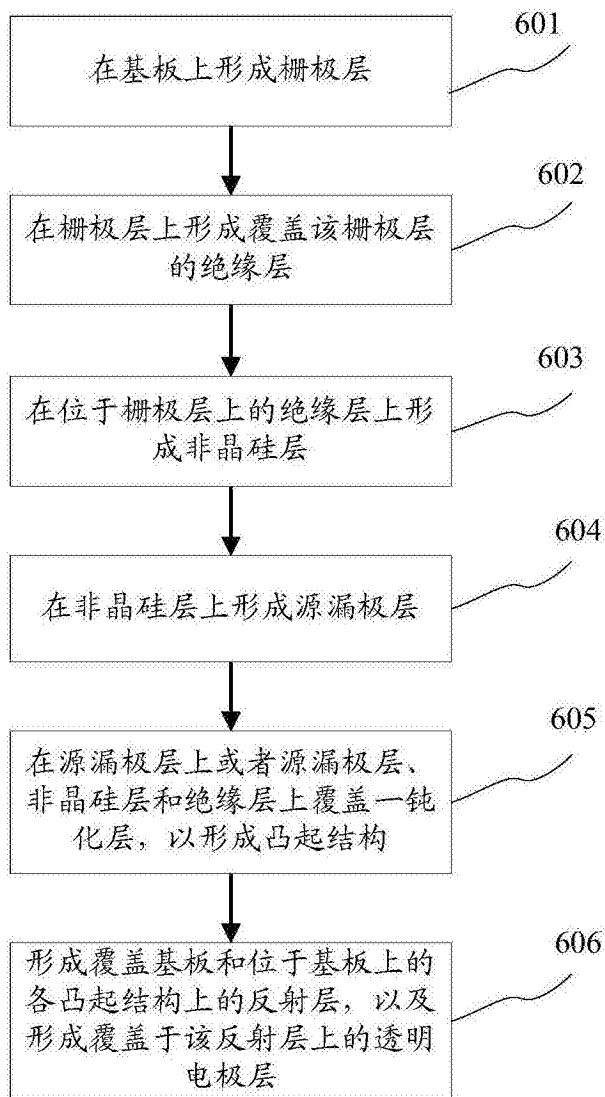 601
在基板上形成栅极层
602
在栅极层上形成覆盖该栅极层
的绝缘层
603
在位于栅极层上的绝缘层上形
成非晶硅层
604
在非晶硅层上形成源漏极层
605
在源漏极层上或者源漏极层、
非晶硅层和绝缘层上覆盖一钝
化层，以形成凸起结构
606
形成覆盖基板和位于基板上的
各凸起结构上的反射层，以及
形成覆盖于该反射层上的透明
电极层